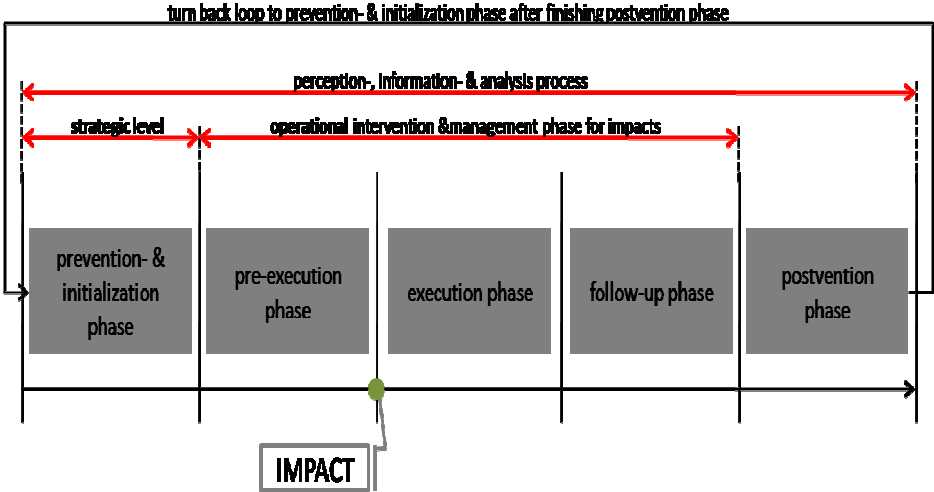 turn back loop to prevention- & initialization phase after finishing postvention phase
perception-, information- & analysis process
strategic level
operational intervention &management phase for impacts
prevention- &
initialization
phase
pre-execution
phase
execution phase
follow-up phase
postvention
phase
IMPACT